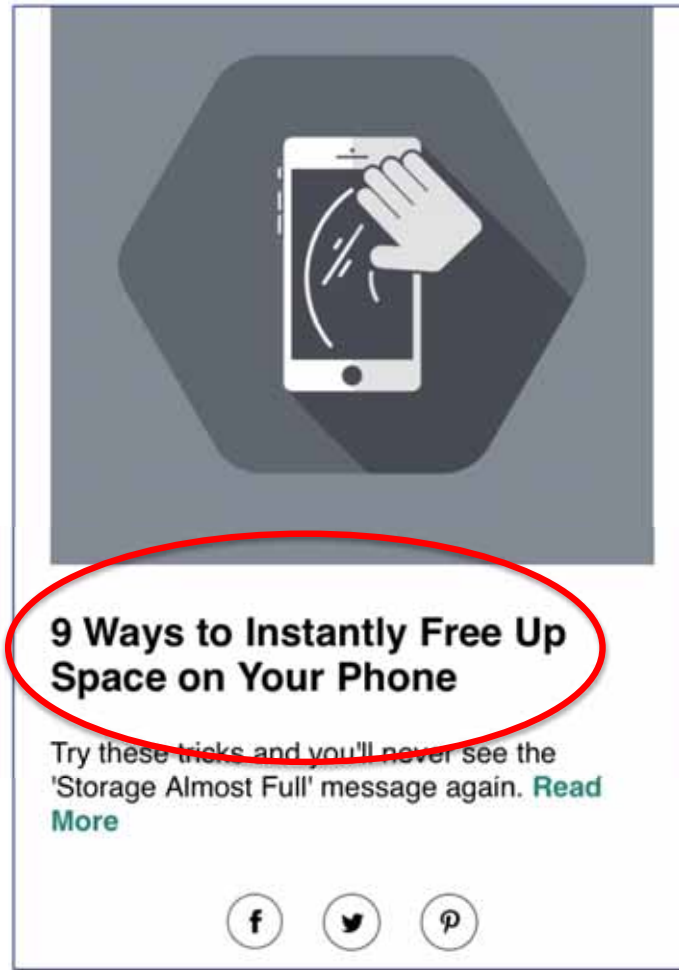 9 Ways to Instantly Free Up
Space on Your Phone
Try these tricks and you'll never see the
'Storage Almost Full' message again. Read
More